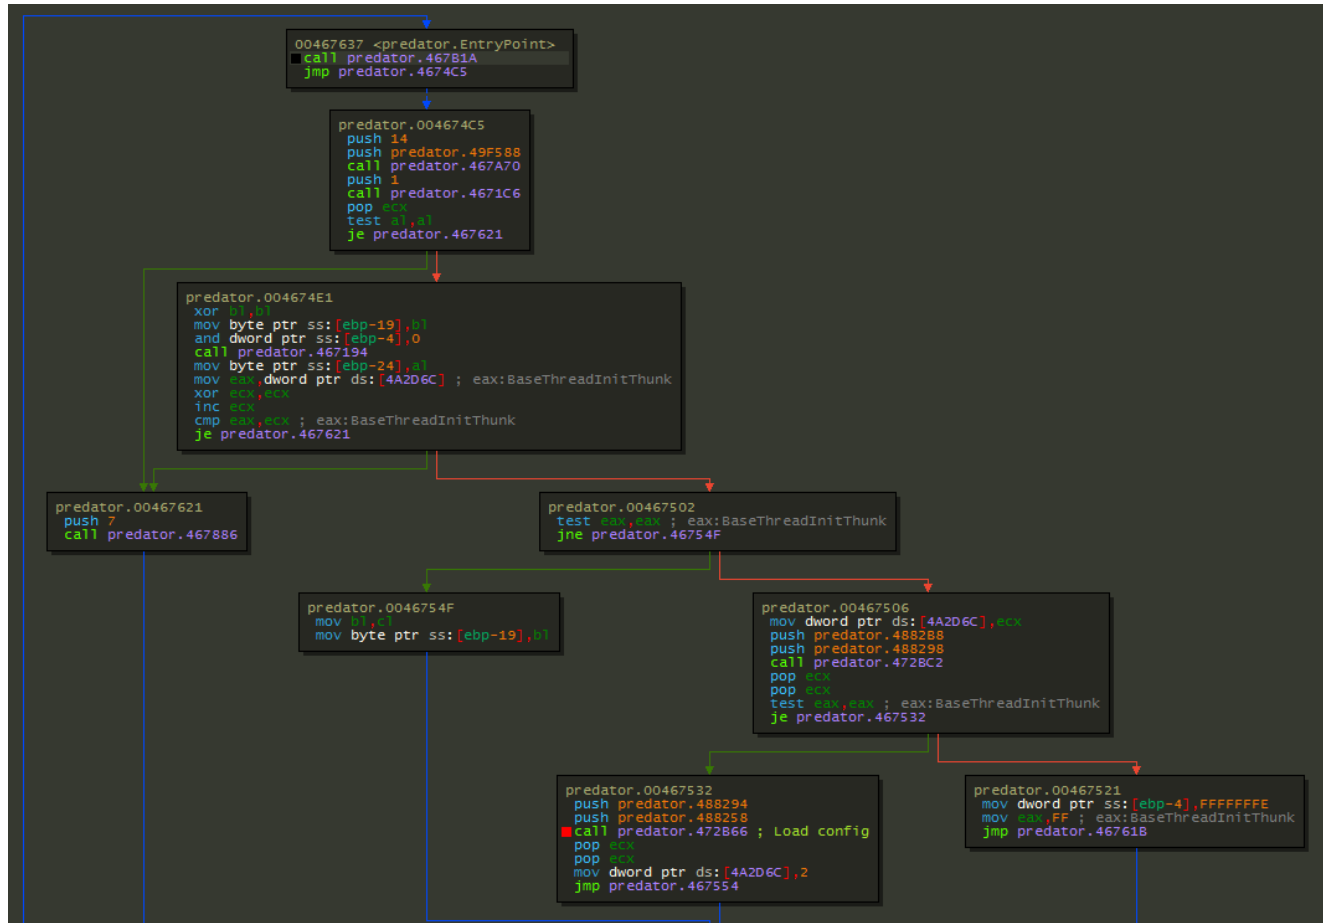 00467637 <predator.EntryPoint>
call predator.467B1A
jmp predator.4674C5
predator.004674C5
push 14
push predator.49F588
call predator.467A70
push 1
call predator.4671C6
pop ecx
test al,al
je predator.467621
predator.004674E1
xor bl,bl
mov byte ptr ss:[ebp-19],bl
and dword ptr ss:[ebp-4],0
call predator.467194
mov byte ptr ss:[ebp-24],al
mov eax,dword ptr ds:[4A2D6C] ; eax:BaseThreadInitThunk
xor ecx,ecx
inc ecx
cmp eax,ecx ; eax:BaseThreadInitThunk
je predator.467621
predator.00467621
push 7
call predator.467886
predator.00467502
test eax,eax ; eax:BaseThreadInitThunk
jne predator.46754F
predator.0046754F
mov bl,cl
mov byte ptr ss:[ebp-19],bl
predator.00467506
mov dword ptr ds:[4A2D6C],ecx
push predator.4882B8
push predator.488298
call predator.472BC2
pop ecx
pop ecx
test eax,eax ; eax:BaseThreadInitThunk
je predator.467532
predator.00467532
push predator.488294
push predator.488258
call predator.472B66 ; Load config
pop ecx
pop ecx
mov dword ptr ds:[4A2D6C],2
jmp predator.467554
predator.00467521
mov dword ptr ss:[ebp-4],FFFFFFFE
mov eax,FF ; eax:BaseThreadInitThunk
jmp predator.46761B